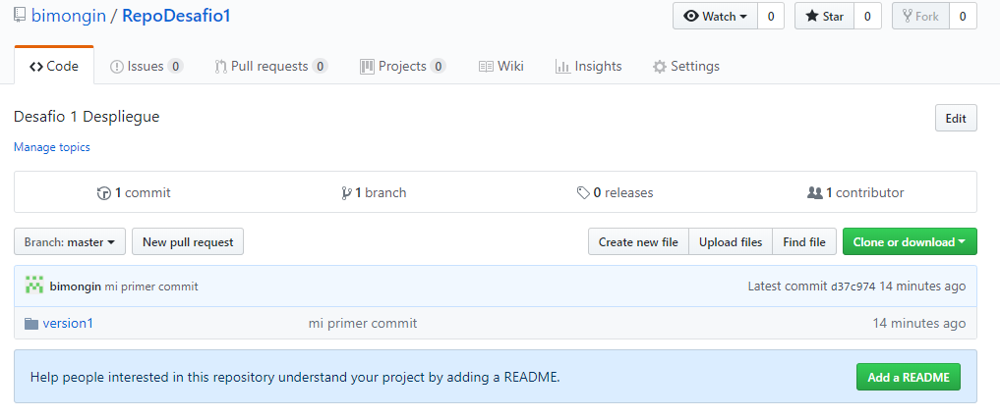 bimongin / RepoDesafio1 Watch 0 Star 0 Fork 0
Code Issues 0 Pull requests 0 Projects 0 Wiki Insights Settings
Desafio 1 Despliegue Edit
Manage topics
1 commit 1 branch 0 releases 1 contributor
Branch: master New pull request Create new file Upload files Find file Clone or download
bimongin mi primer commit Latest commit d37c974 14 minutes ago
version1 mi primer commit 14 minutes ago
Help people interested in this repository understand your project by adding a README. Add a README